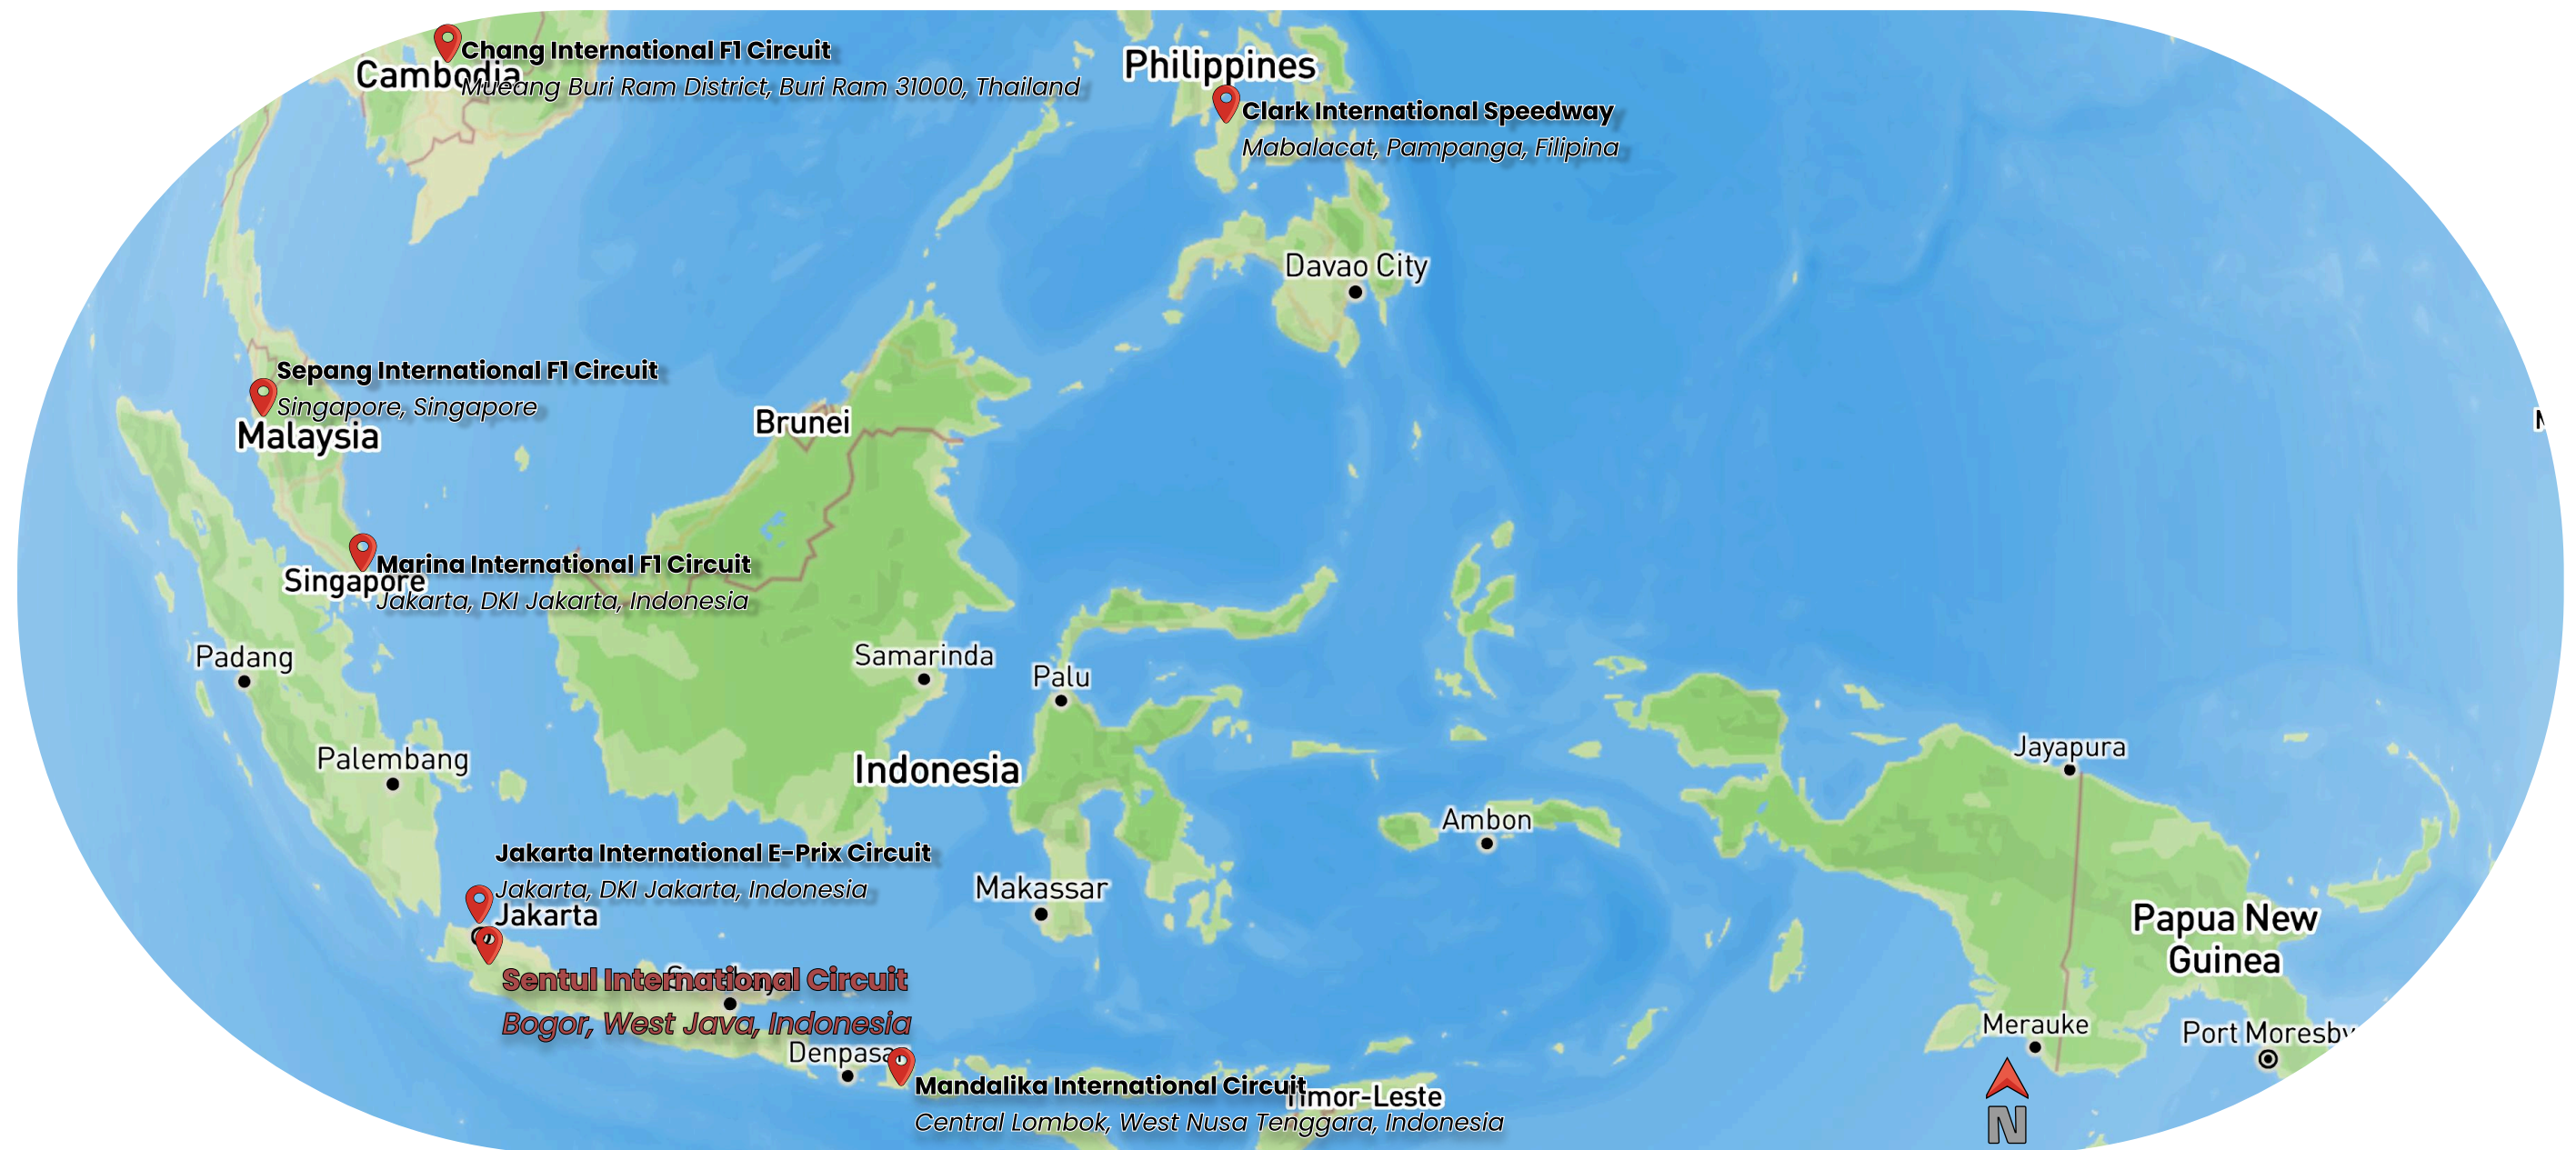 Chang International F1 Circuit
Cambodia
Mueang Buri Ram District, Buri Ram 31000, Thailand
Philippines
Clark International Speedway
Mabalacat, Pampanga, Filipina
Davao City
Sepang International F1 Circuit
Singapore, Singapore
Malaysia
Brunei
Marina International F1 Circuit
Singapore
Jakarta, DKI Jakarta, Indonesia
Padang
Samarinda
Palu
Palembang
Indonesia
Jayapura
Ambon
Jakarta International E-Prix Circuit
Jakarta, DKI Jakarta, Indonesia
Jakarta
Makassar
Papua New
Guinea
Sentul International Circuit
Bogor, West Java, Indonesia
Merauke
Port Moresby
Denpasar
Mandalika International Circuit
Timor-Leste
Central Lombok, West Nusa Tenggara, Indonesia
N